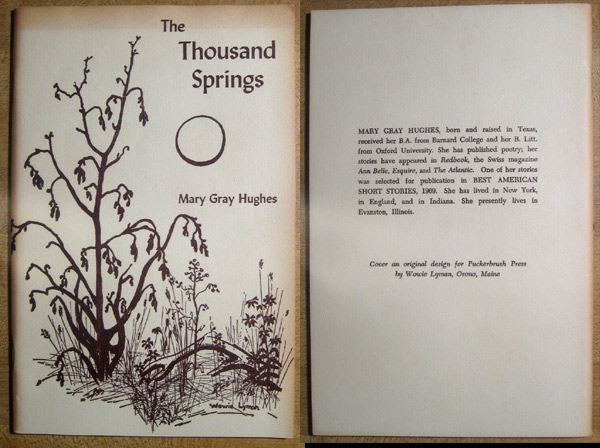 The
Thousand
Springs
Mary Gray Hughes
Wowie Lyman
MARY GRAY HUGHES, born and raised in Texas,
received her B.A. from Barnard College and her B. Litt.
from Oxford University. She has published poetry; her
stories have appeared in Redbook, the Swiss magazine
Ann Belle, Esquire, and The Atlantic. One of her stories
was selected for publication in BEST AMERICAN
SHORT STORIES, 1969. She has lived in New York,
in England, and in Indiana. She presently lives in
Evanston, Illinois.
Cover an original design for Puckerbrush Press
by Wowie Lyman, Orono, Maine